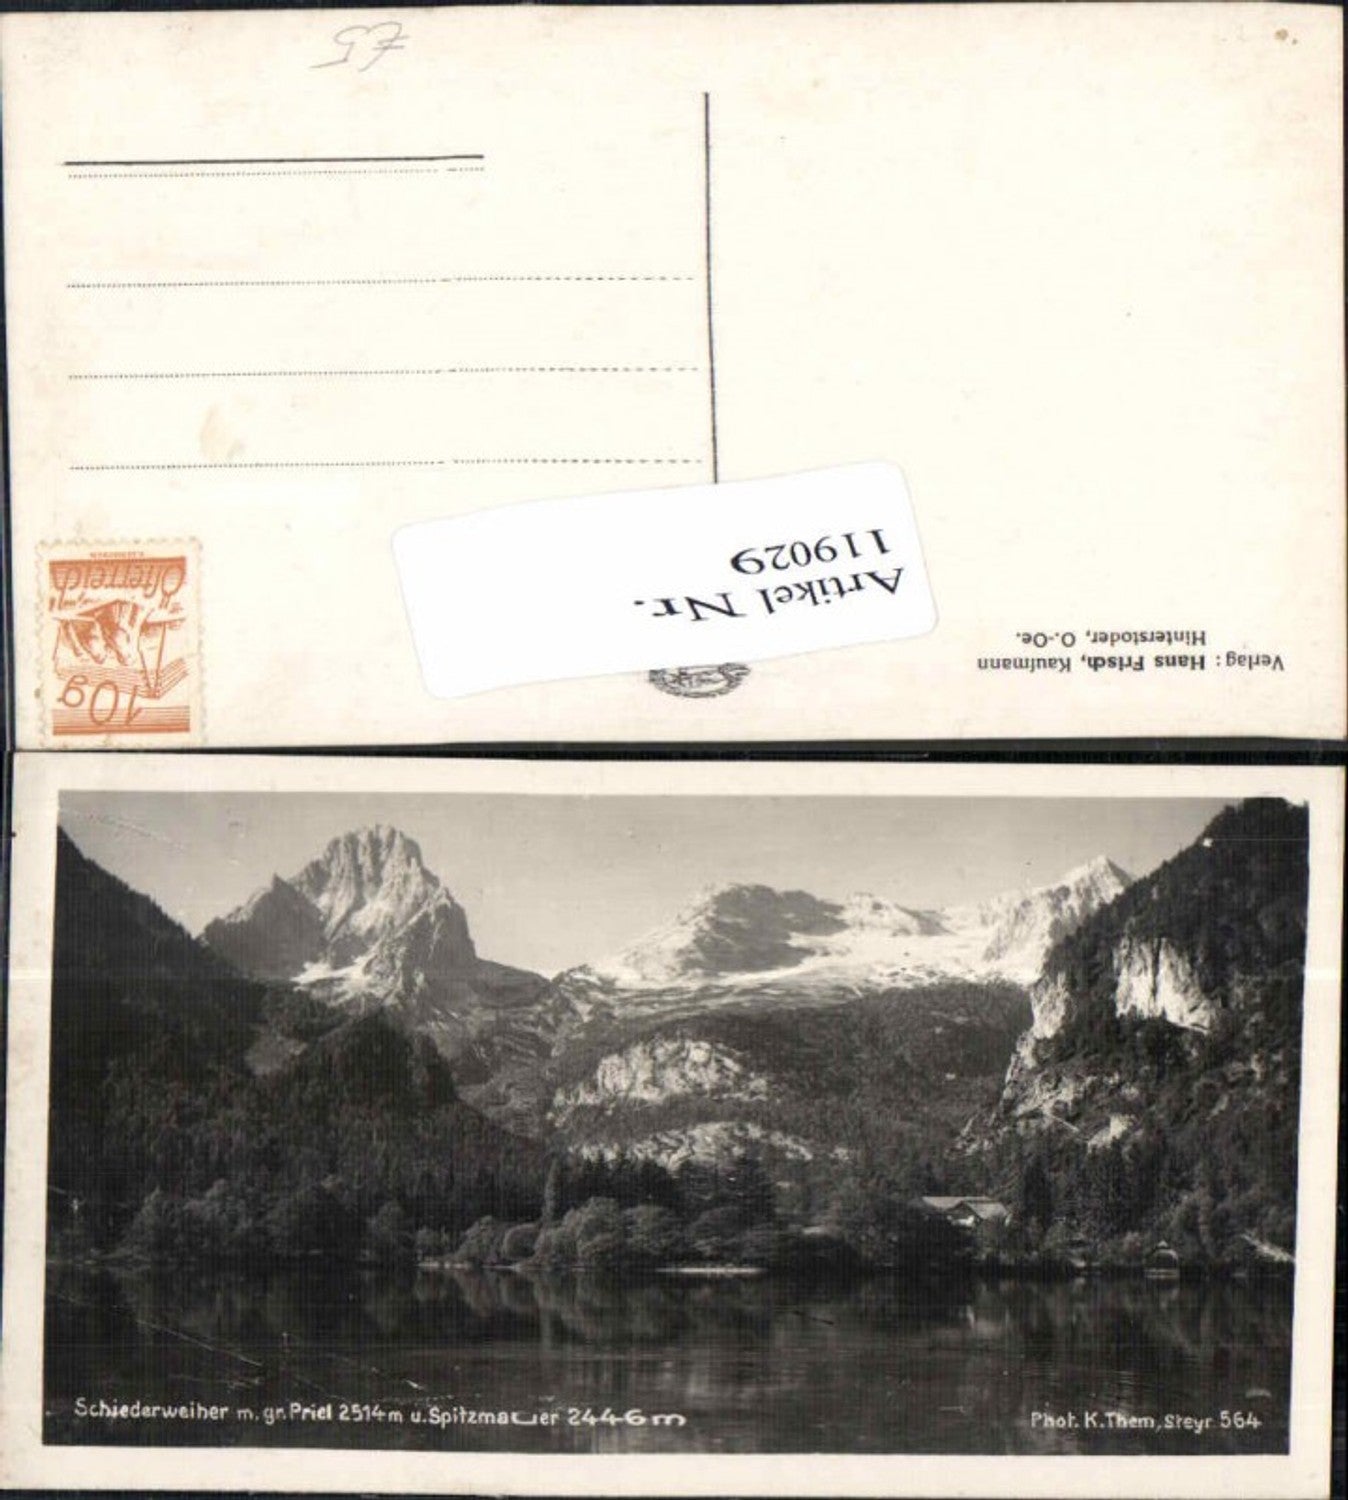 57
Österreich
10g
Artikel Nr.
119029
Verlag: Hans Frisch, Kaufmann
Hinterstoder, O.-Oe.
Schiederweiher m. gr. Priel 2514m u. Spitzmauer 2446m
Phot. K. Them, Steyr 564